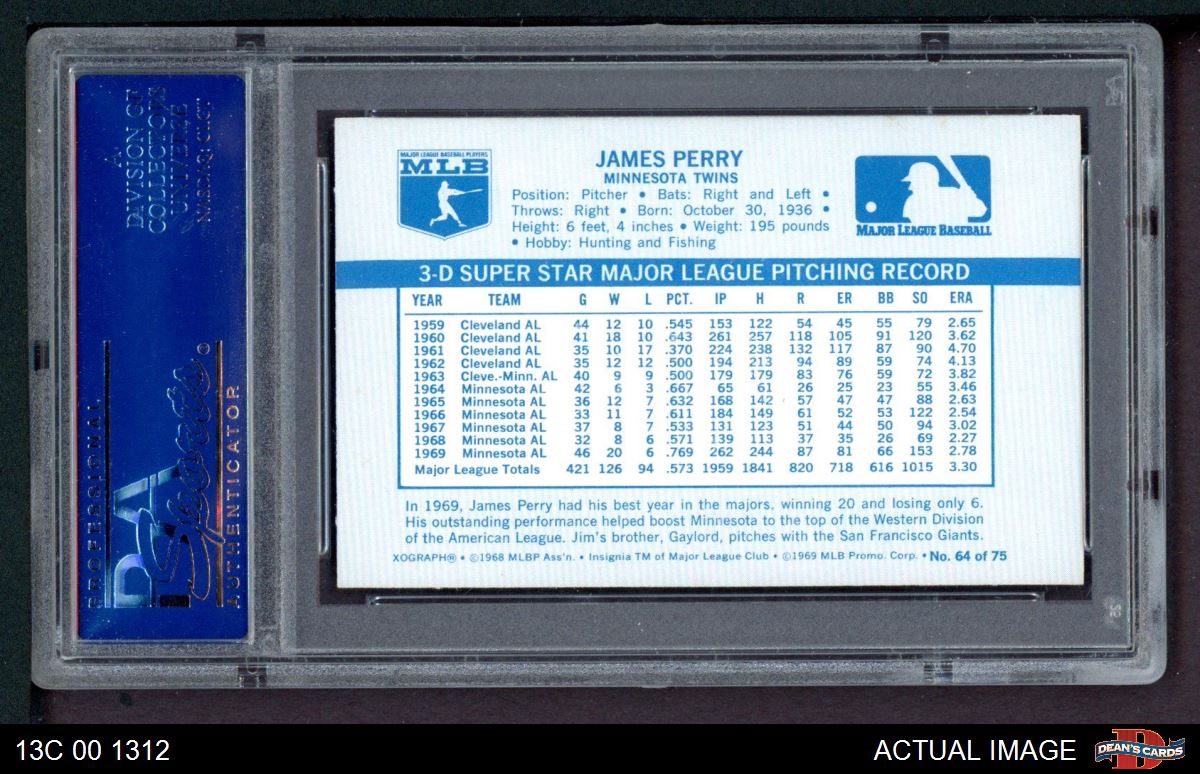 A
DIVISION OF
COLLECTORS
UNIVERSE
NASDAQ: CLCT
PROFESSIONAL
PSA
Sports®
AUTHENTICATOR
MAJOR LEAGUE BASEBALL PLAYERS
MLB
JAMES PERRY
MINNESOTA TWINS
Position: Pitcher • Bats: Right and Left •
Throws: Right • Born: October 30, 1936 •
Height: 6 feet, 4 inches • Weight: 195 pounds
• Hobby: Hunting and Fishing
MAJOR LEAGUE BASEBALL
3-D SUPER STAR MAJOR LEAGUE PITCHING RECORD
YEAR TEAM G W L PCT. IP H R ER BB SO ERA
1959 Cleveland AL 44 12 10 .545 153 122 54 45 55 79 2.65
1960 Cleveland AL 41 18 10 .643 261 257 118 105 91 120 3.62
1961 Cleveland AL 35 10 17 .370 224 238 132 117 87 90 4.70
1962 Cleveland AL 35 12 12 .500 194 213 94 89 59 74 4.13
1963 Cleve.-Minn. AL 40 9 9 .500 179 179 83 76 59 72 3.82
1964 Minnesota AL 42 6 3 .667 65 61 26 25 23 55 3.46
1965 Minnesota AL 36 12 7 .632 168 142 57 47 47 88 2.63
1966 Minnesota AL 33 11 7 .611 184 149 61 52 53 122 2.54
1967 Minnesota AL 37 8 7 .533 131 123 51 44 50 94 3.02
1968 Minnesota AL 32 8 6 .571 139 113 37 35 26 69 2.27
1969 Minnesota AL 46 20 6 .769 262 244 87 81 66 153 2.78
Major League Totals 421 126 94 .573 1959 1841 820 718 616 1015 3.30
In 1969, James Perry had his best year in the majors, winning 20 and losing only 6.
His outstanding performance helped boost Minnesota to the top of the Western Division
of the American League. Jim's brother, Gaylord, pitches with the San Francisco Giants.
XOGRAPH® • ©1968 MLBP Ass'n. • Insignia TM of Major League Club • ©1969 MLB Promo. Corp. • No. 64 of 75
13C 00 1312
ACTUAL IMAGE
DEAN'S CARDS